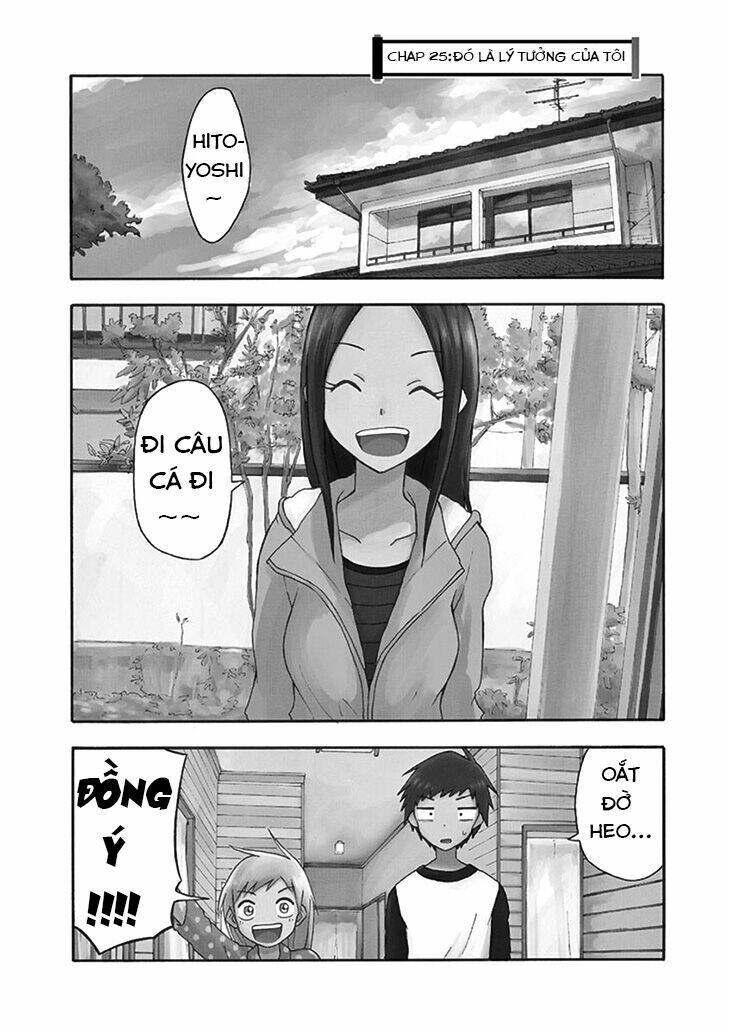 CHAP 25:ĐÓ LÀ LÝ TƯỞNG CỦA TÔI
HITO-
YOSHI
~
ĐI CÂU
CÁ ĐI
~~
OẮT
ĐỜ
HEO...
ĐỒNG
Ý
!!!!